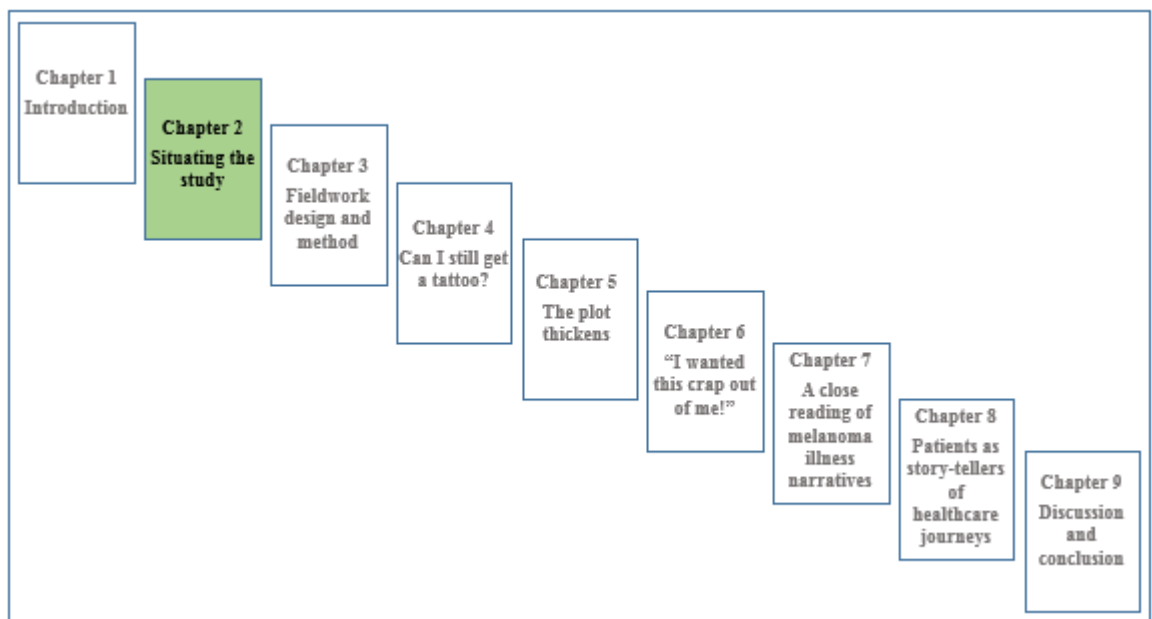 Chapter 1
Introduction
Chapter 2
Situating the
study
Chapter 3
Fieldwork
design and
method
Chapter 4
Can I still get
a tattoo?
Chapter 5
The plot
thickens
Chapter 6
“I wanted
this crap out
of me!”
Chapter 7
A close
reading of
melanoma
illness
narratives
Chapter 8
Patients as
story-tellers
of
healthcare
journeys
Chapter 9
Discussion
and
conclusion